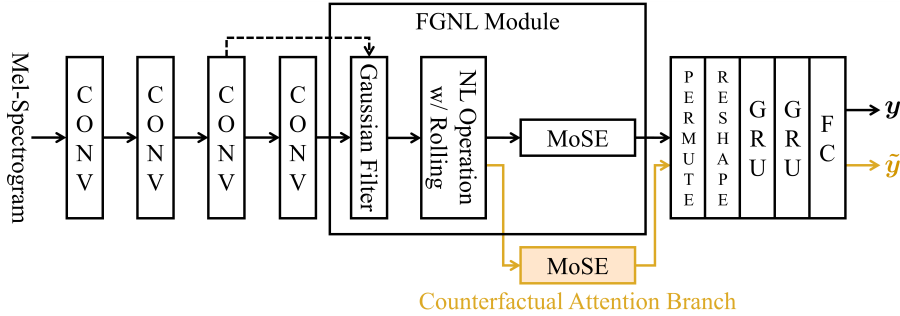 FGNL Module
Mel-Spectrogram
CONV
CONV
CONV
CONV
Gaussian Filter
NL Operation
w/ Rolling
MoSE
MoSE
Counterfactual Attention Branch
PERMUTE
RESHAPE
GRU
GRU
FC
y
ỹ